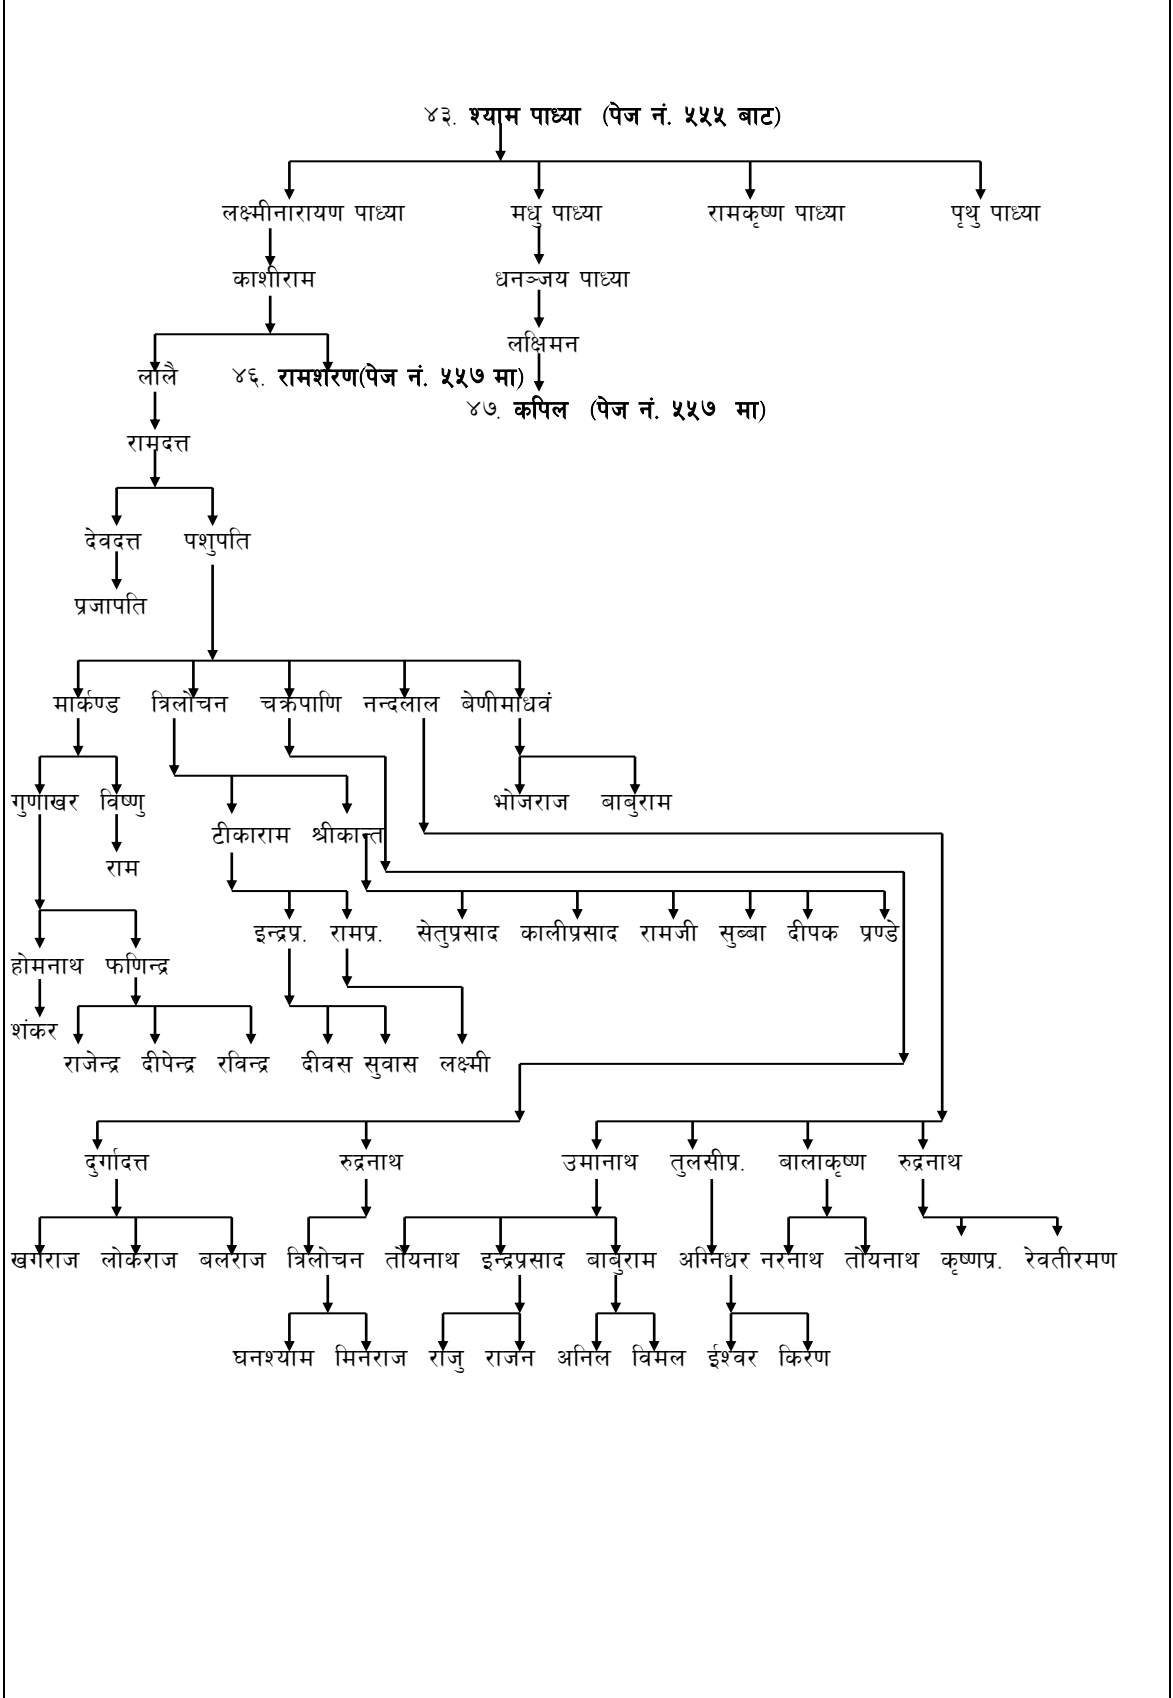 ४३. श्याम पाध्या (पेज नं. ५५५ बाट)
लक्ष्मीनारायण पाध्या मधु पाध्या रामकृष्ण पाध्या पृथु पाध्या
काशीराम धनञ्जय पाध्या
लक्षिमन
लालै ४६. रामशरण(पेज नं. ५५७ मा)
४७. कपिल (पेज नं. ५५७ मा)
रामदत्त
देवदत्त पशुपति
प्रजापति
मार्कण्ड त्रिलोचन चक्रपाणि नन्दलाल बेणीमाधवं
गुणाखर विष्णु भोजराज बाबुराम
टीकाराम श्रीकान्त
राम
इन्द्रप्र. रामप्र. सेतुप्रसाद कालीप्रसाद रामजी सुब्बा दीपक प्रण्डे
होमनाथ फणिन्द्र
शंकर
राजेन्द्र दीपेन्द्र रविन्द्र दीवस सुवास लक्ष्मी
दुर्गादत्त रुद्रनाथ उमानाथ तुलसीप्र. बालाकृष्ण रुद्रनाथ
खगराज लोकराज बलराज त्रिलोचन तोयनाथ इन्द्रप्रसाद बाबुराम अग्निधर नरनाथ तोयनाथ कृष्णप्र. रेवतीरमण
घनश्याम मिनराज राजु राजन अनिल विमल ईश्वर किरण